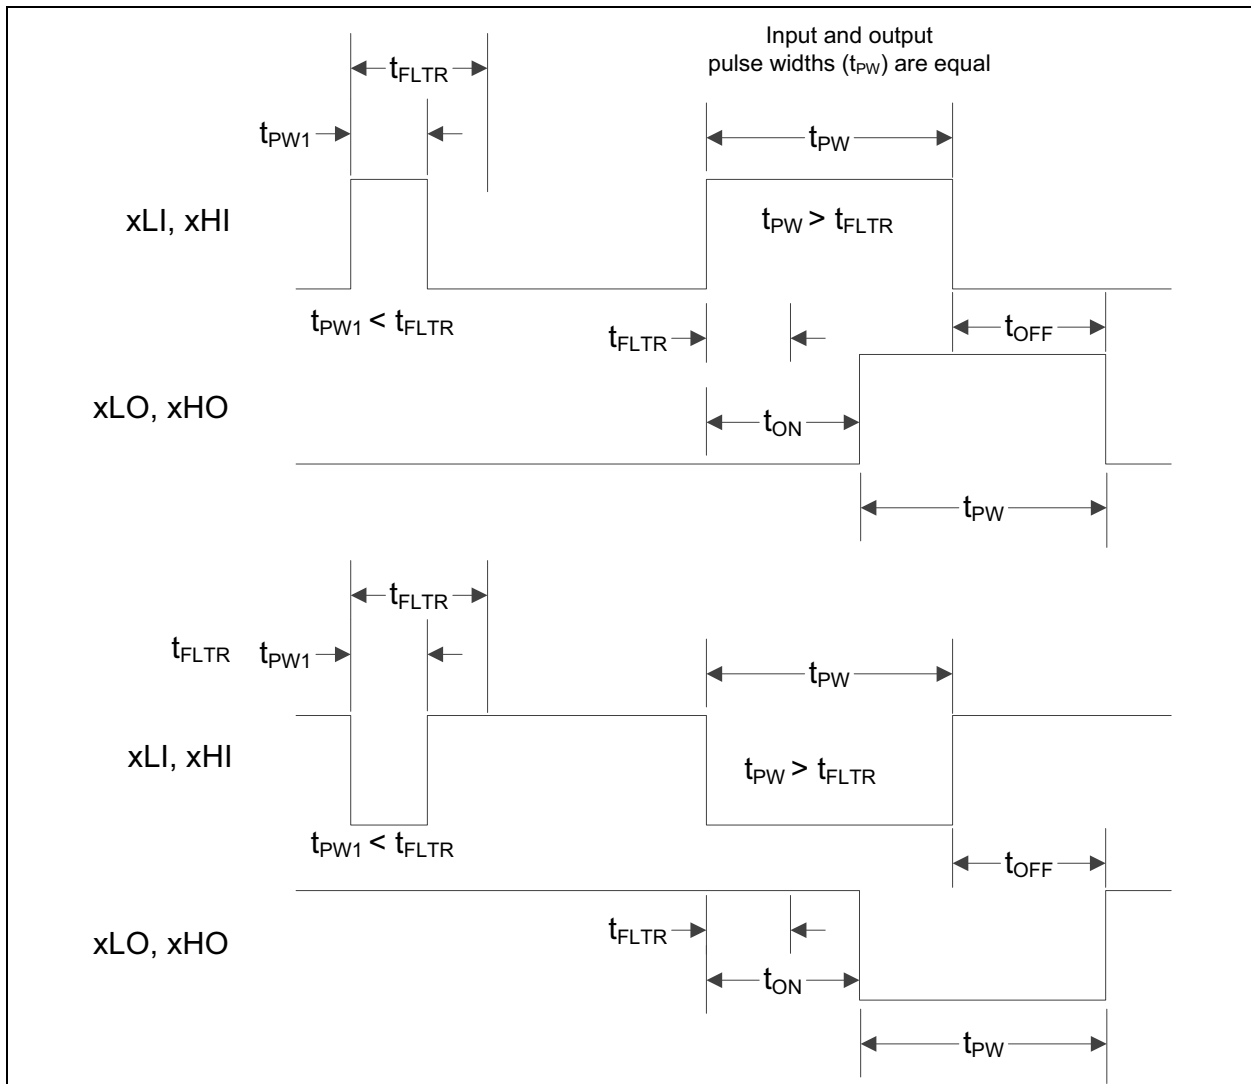 Input and output
pulse widths (tPW) are equal
tFLTR
tPW1
tPW
xLI, xHI
tPW > tFLTR
tPW1 < tFLTR
tFLTR
tOFF
xLO, xHO
tON
tPW
tFLTR
tFLTR
tPW1
tPW
xLI, xHI
tPW > tFLTR
tPW1 < tFLTR
tOFF
xLO, xHO
tFLTR
tON
tPW